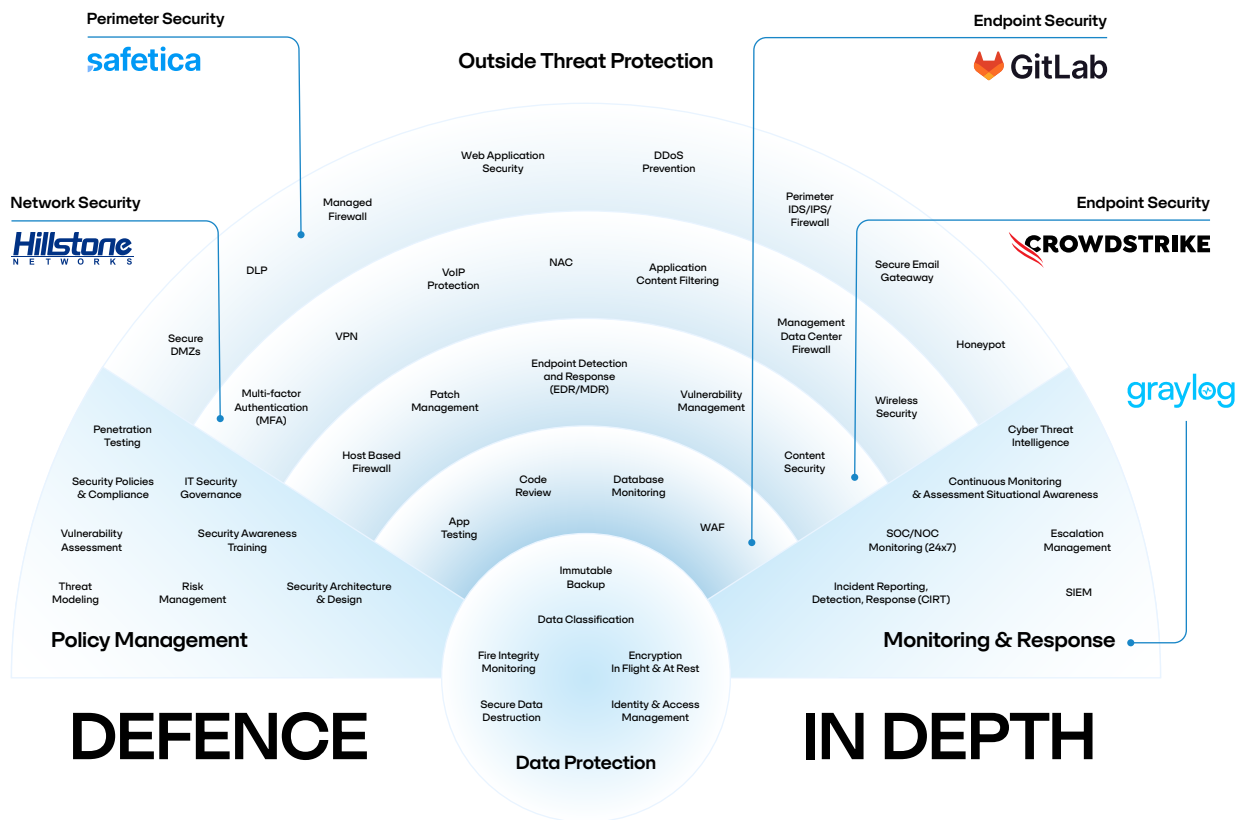 Perimeter Security
safetica
Endpoint Security
GitLab
Outside Threat Protection
Network Security
Hillstone
NETWORKS
Endpoint Security
CROWDSTRIKE
graylog
Web Application
Security
DDoS
Prevention
Managed
Firewall
Perimeter
IDS/IPS/
Firewall
DLP
Secure Email
Gateaway
Secure
DMZs
Honeypot
NAC
VoIP
Protection
Application
Content Filtering
VPN
Management
Data Center
Firewall
Multi-factor
Authentication
(MFA)
Wireless
Security
Endpoint Detection
and Response
(EDR/MDR)
Patch
Management
Vulnerability
Management
Host Based
Firewall
Content
Security
Code
Review
Database
Monitoring
App
Testing
WAF
Penetration
Testing
Security Policies
& Compliance
IT Security
Governance
Vulnerability
Assessment
Security Awareness
Training
Threat
Modeling
Risk
Management
Security Architecture
& Design
Policy Management
Cyber Threat
Intelligence
Continuous Monitoring
& Assessment Situational Awareness
SOC/NOC
Monitoring (24x7)
Escalation
Management
Incident Reporting,
Detection, Response (CIRT)
SIEM
Monitoring & Response
Immutable
Backup
Data Classification
Fire Integrity
Monitoring
Encryption
In Flight & At Rest
Secure Data
Destruction
Identity & Access
Management
Data Protection
DEFENCE
IN DEPTH